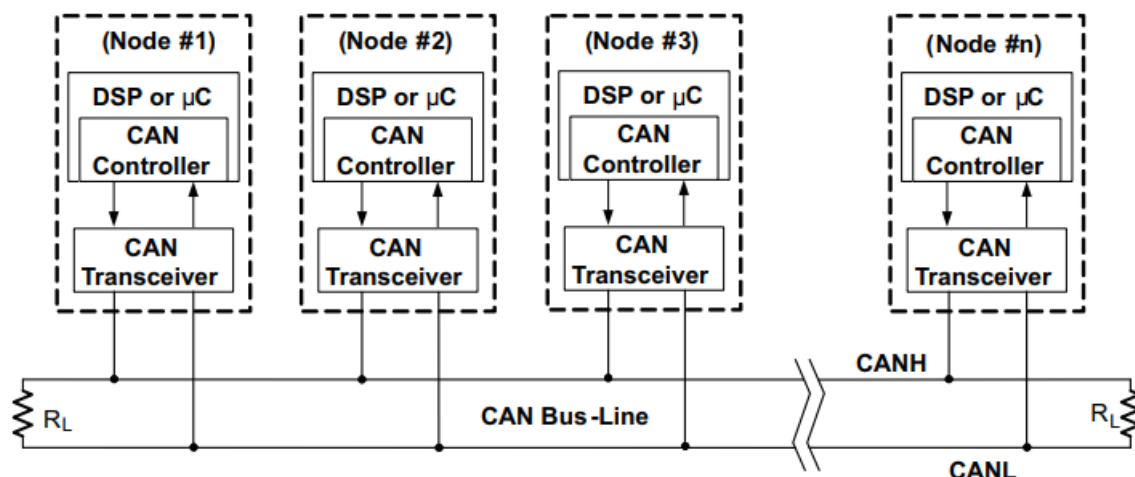 (Node #1)
DSP or µC
CAN
Controller
CAN
Transceiver
(Node #2)
DSP or µC
CAN
Controller
CAN
Transceiver
(Node #3)
DSP or µC
CAN
Controller
CAN
Transceiver
(Node #n)
DSP or µC
CAN
Controller
CAN
Transceiver
CANH
RL
CAN Bus-Line
RL
CANL